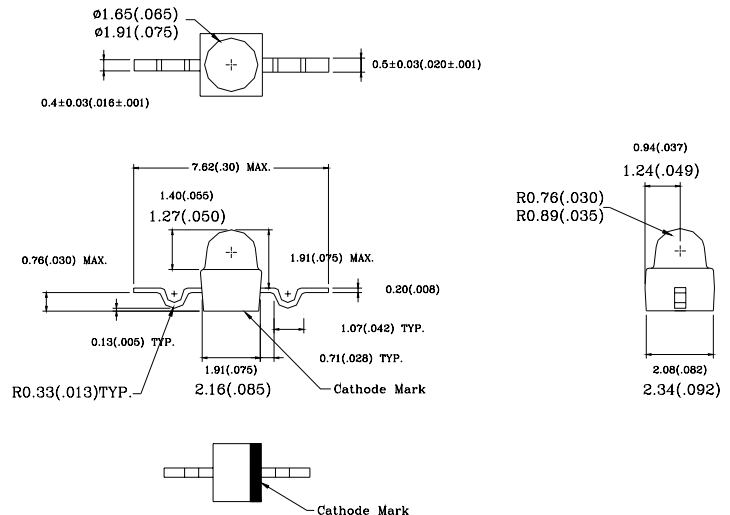 ø1.65(.065)
ø1.91(.075)
0.5±0.03(.020±.001)
0.4±0.03(.016±.001)
7.62(.30) MAX.
0.94(.037)
1.24(.049)
1.40(.055)
1.27(.050)
R0.76(.030)
R0.89(.035)
0.76(.030) MAX.
1.91(.075) MAX.
0.20(.008)
1.07(.042) TYP.
0.13(.005) TYP.
0.71(.028) TYP.
1.91(.075)
2.16(.085)
R0.33(.013)TYP.
Cathode Mark
2.08(.082)
2.34(.092)
Cathode Mark